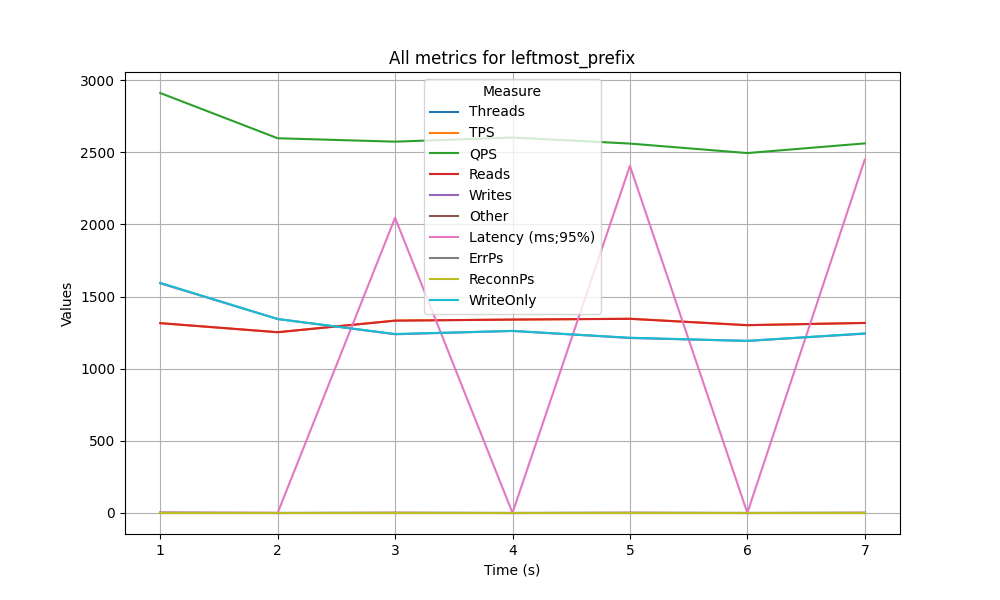 All metrics for leftmost_prefix
3000
2500
2000
1500
1000
500
0
Values
Measure
Threads
TPS
QPS
Reads
Writes
Other
Latency (ms;95%)
ErrPs
ReconnPs
WriteOnly
1 2 3 4 5 6 7
Time (s)